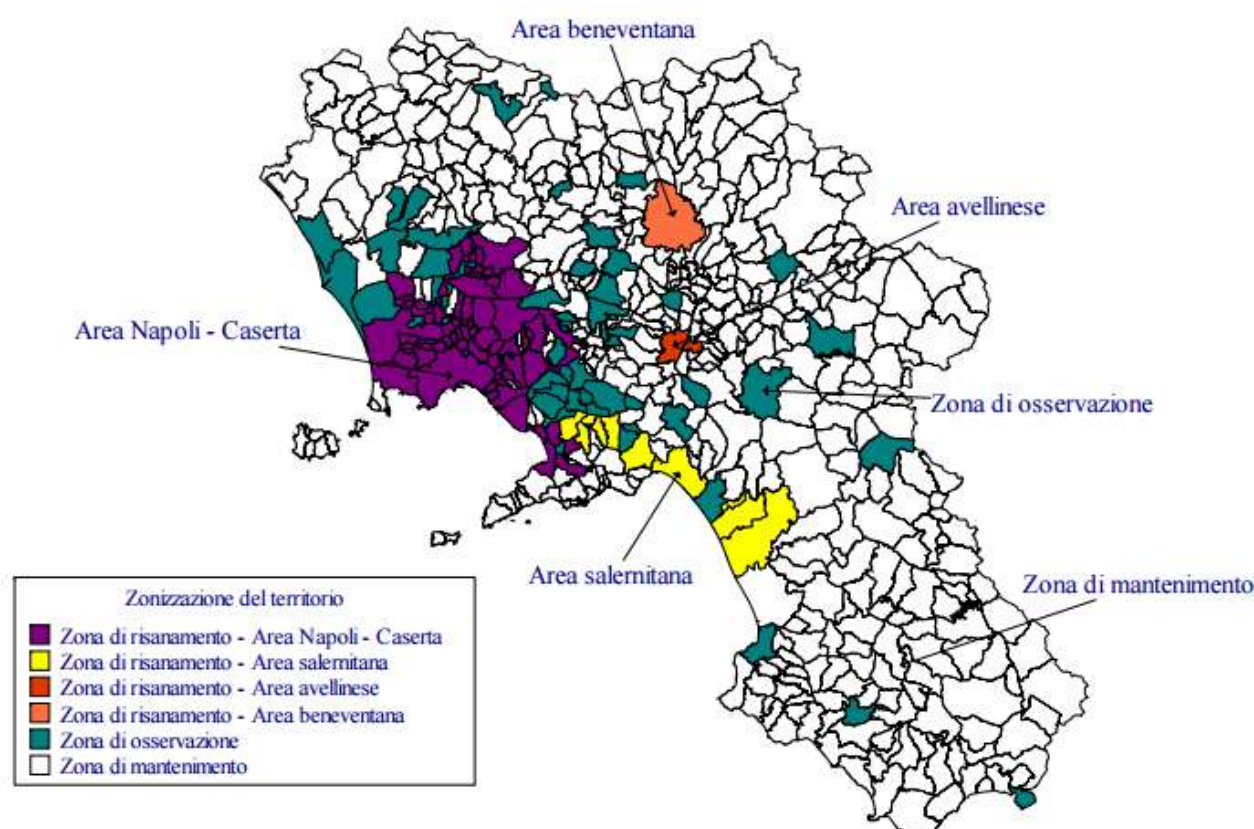 Area beneventana
Area avellinese
Area Napoli - Caserta
Zona di osservazione
Area salernitana
Zona di mantenimento
Zonizzazione del territorio
Zona di risanamento - Area Napoli - Caserta
Zona di risanamento - Area salernitana
Zona di risanamento - Area avellinese
Zona di risanamento - Area beneventana
Zona di osservazione
Zona di mantenimento